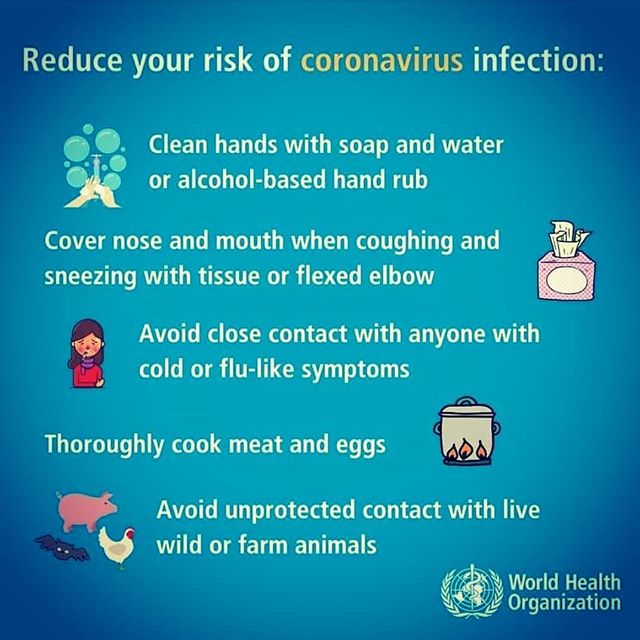 Reduce your risk of coronavirus infection:
Clean hands with soap and water
or alcohol-based hand rub
Cover nose and mouth when coughing and
sneezing with tissue or flexed elbow
Avoid close contact with anyone with
cold or flu-like symptoms
Thoroughly cook meat and eggs
Avoid unprotected contact with live
wild or farm animals
World Health
Organization